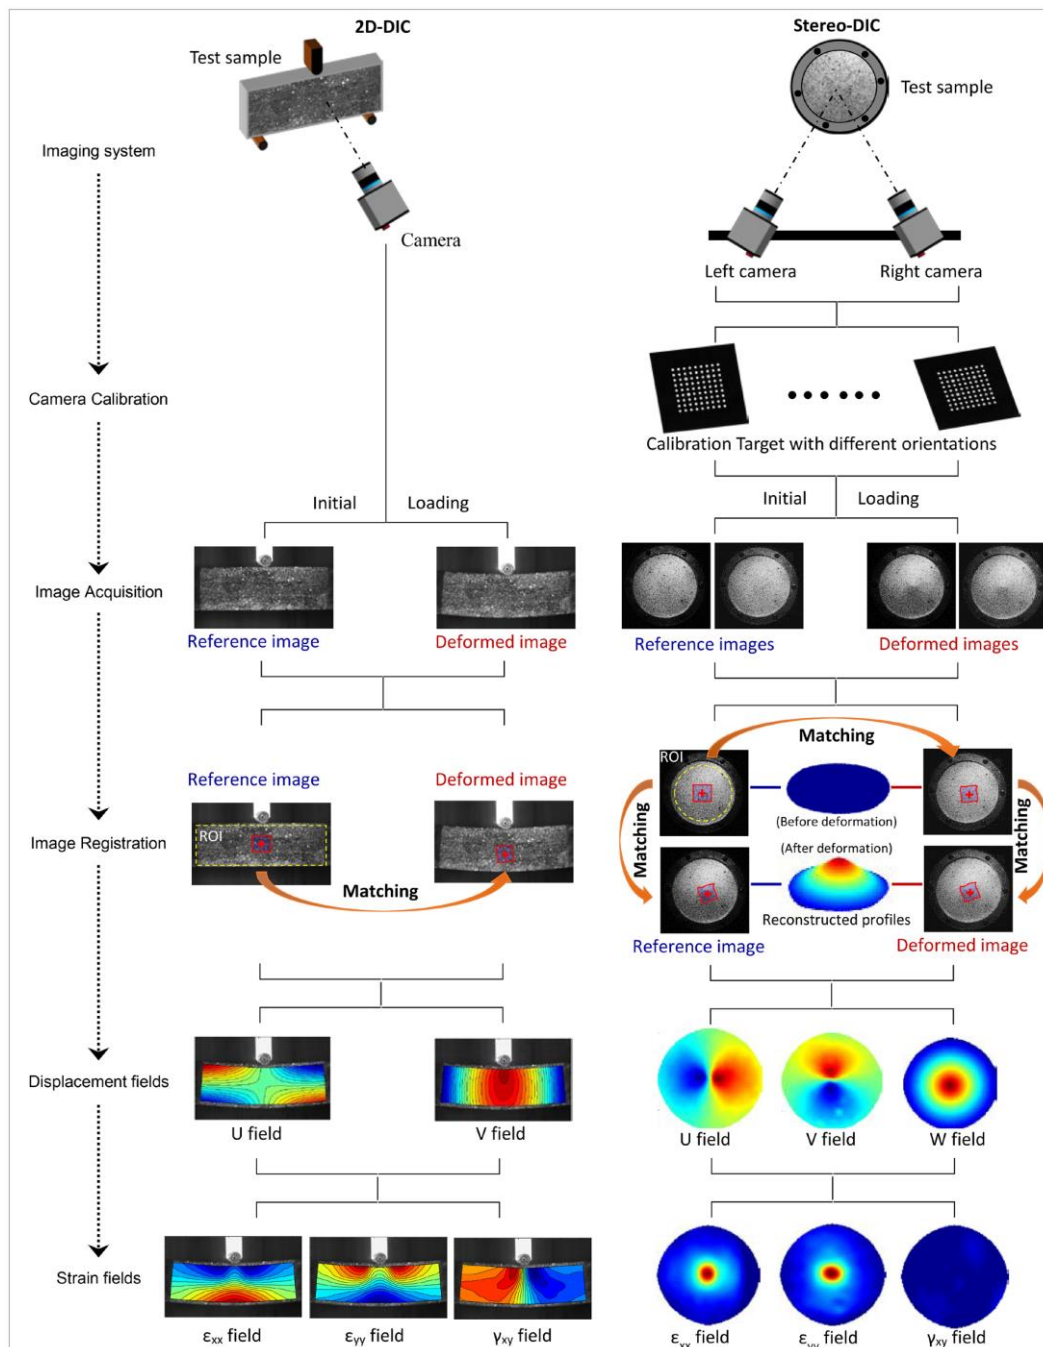 2D-DIC
Stereo-DIC
Test sample
Test sample
Imaging system
Camera
Left camera
Right camera
Camera Calibration
Calibration Target with different orientations
Initial
Loading
Initial
Loading
Image Acquisition
Reference image
Deformed image
Reference images
Deformed images
Matching
Reference image
Deformed image
ROI
(Before deformation)
Image Registration
ROI
Matching
Matching
Matching
(After deformation)
Reconstructed profiles
Reference image
Deformed image
Displacement fields
U field
V field
U field
V field
W field
Strain fields
εxx field
εyy field
γxy field
εxx field
εyy field
γxy field